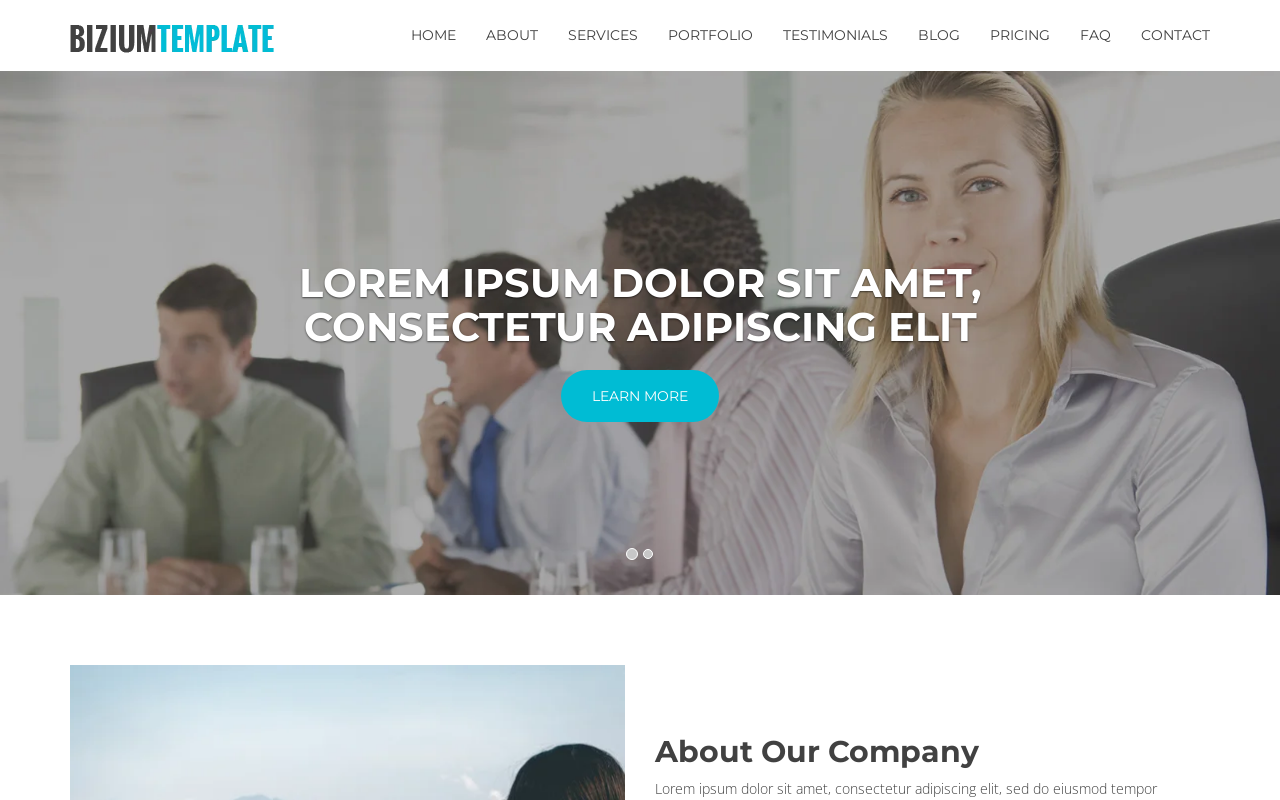 BIZIUMTEMPLATE
HOME ABOUT SERVICES PORTFOLIO TESTIMONIALS BLOG PRICING FAQ CONTACT
LOREM IPSUM DOLOR SIT AMET,
CONSECTETUR ADIPISCING ELIT
LEARN MORE
About Our Company
Lorem ipsum dolor sit amet, consectetur adipiscing elit, sed do eiusmod tempor